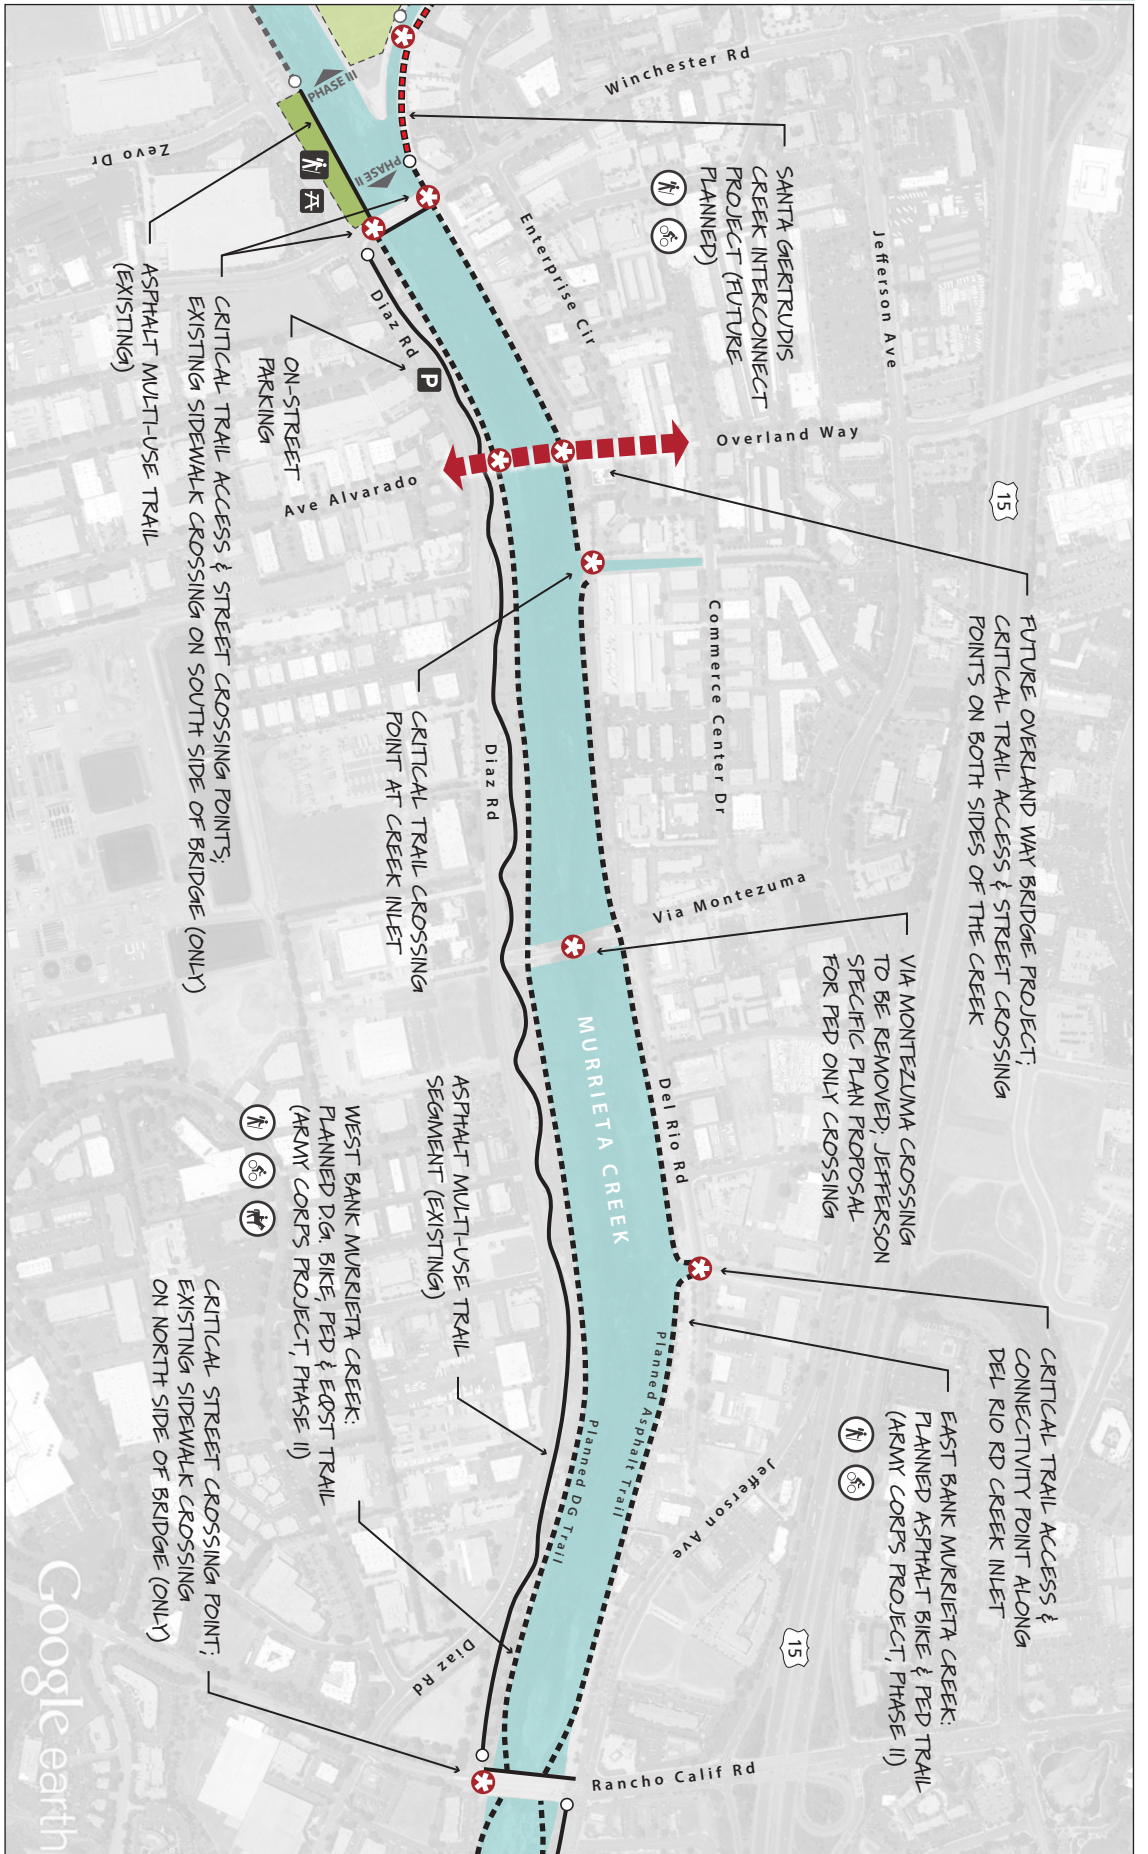 Winchester Rd
PHASE III
PHASE II
Zevo Dr
SANTA GERTRUDIS
CREEK INTERCONNECT
PROJECT (FUTURE
PLANNED)
Jefferson Ave
Enterprise Cir
ASPHALT MULTI-USE TRAIL
(EXISTING)
CRITICAL TRAIL ACCESS & STREET CROSSING POINTS;
EXISTING SIDEWALK CROSSING ON SOUTH SIDE OF BRIDGE (ONLY)
Diaz Rd
P
ON-STREET
PARKING
Ave Alvarado
Overland Way
15
FUTURE OVERLAND WAY BRIDGE PROJECT;
CRITICAL TRAIL ACCESS & STREET CROSSING
POINTS ON BOTH SIDES OF THE CREEK
Commerce Center Dr
CRITICAL TRAIL CROSSING
POINT AT CREEK INLET
Diaz Rd
Via Montezuma
VIA MONTEZUMA CROSSING
TO BE REMOVED; JEFFERSON
SPECIFIC PLAN PROPOSAL
FOR PED ONLY CROSSING
MURRIETA CREEK
Del Rio Rd
ASPHALT MULTI-USE TRAIL
SEGMENT (EXISTING)
WEST BANK MURRIETA CREEK:
PLANNED D.G. BIKE, PED & EQST TRAIL
(ARMY CORPS PROJECT, PHASE II)
CRITICAL STREET CROSSING POINT;
EXISTING SIDEWALK CROSSING
ON NORTH SIDE OF BRIDGE (ONLY)
CRITICAL TRAIL ACCESS &
CONNECTIVITY POINT ALONG
DEL RIO RD CREEK INLET
EAST BANK MURRIETA CREEK:
PLANNED ASPHALT BIKE & PED TRAIL
(ARMY CORPS PROJECT, PHASE II)
Planned Asphalt Trail
Planned DG Trail
Jefferson Ave
15
Diaz Rd
Rancho Calif Rd
Google earth